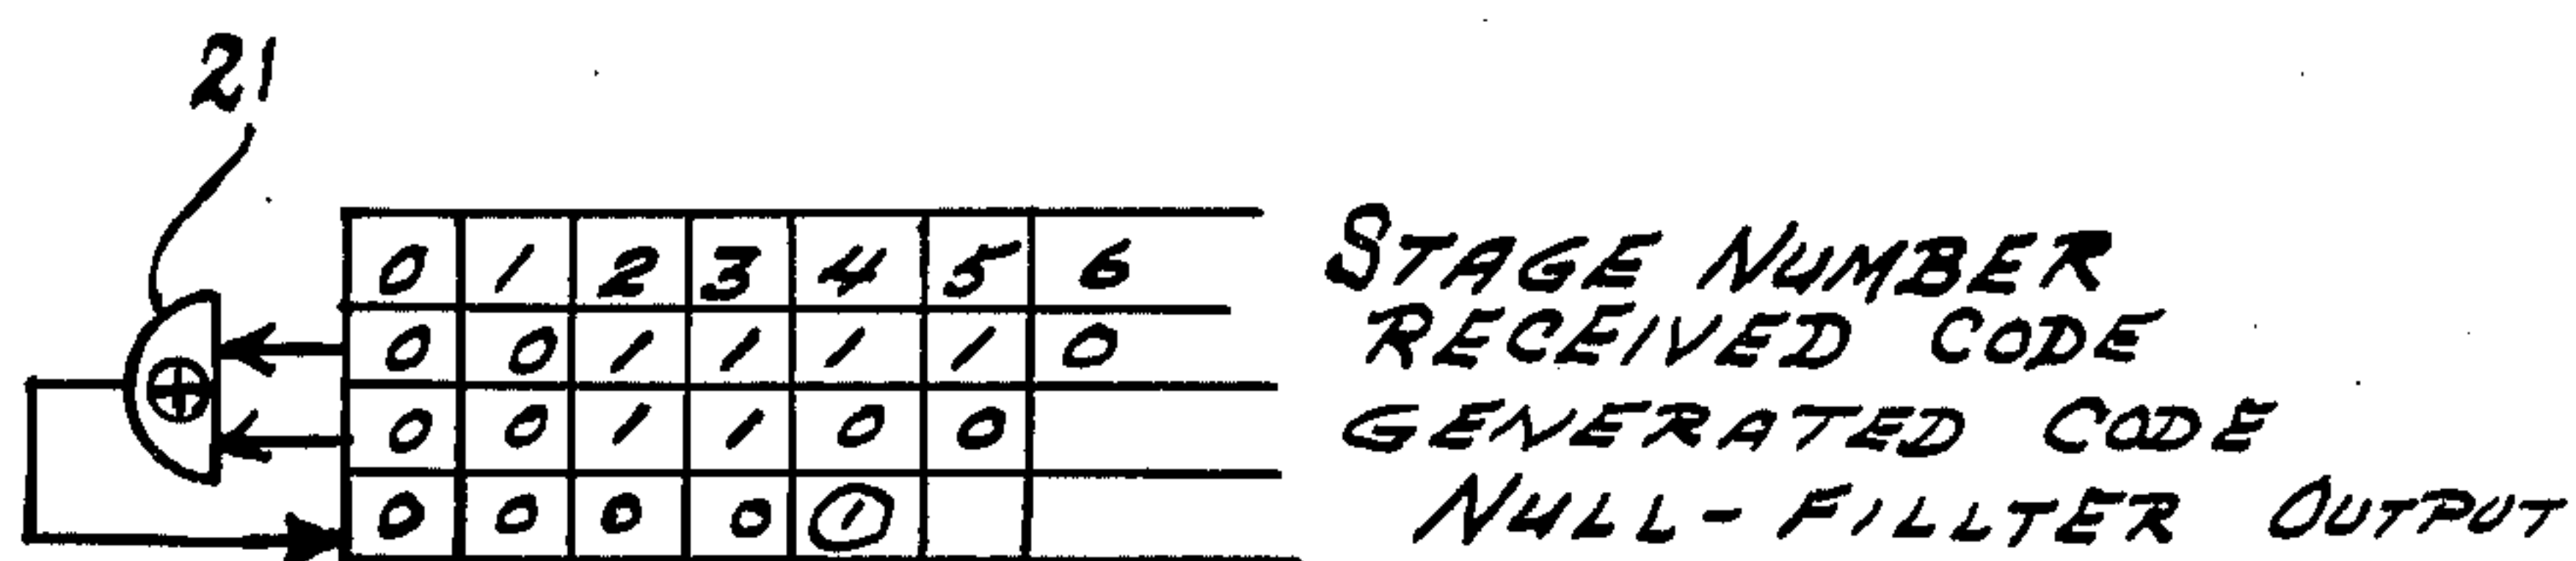 21
0 1 2 3 4 5 6 STAGE NUMBER
0 0 1 1 1 1 0 RECEIVED CODE
0 0 1 1 0 0 GENERATED CODE
0 0 0 0 1 NULL-FILLTER OUTPUT